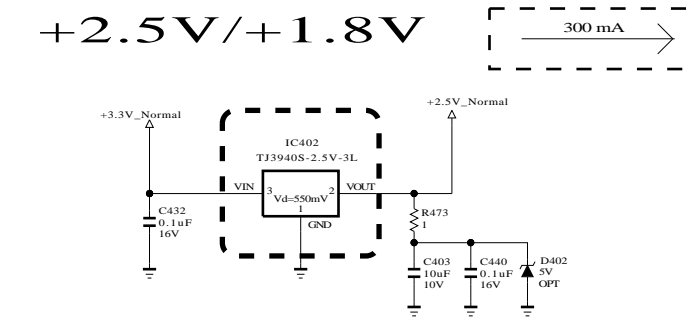 +2.5V/+1.8V
300 mA
+3.3V_Normal
+2.5V_Normal
IC402
TJ3940S-2.5V-3L
VIN
3
Vd=550mV
2
VOUT
1
GND
C432
0.1uF
16V
R473
1
C403
10uF
10V
C440
0.1uF
16V
D402
5V
OPT